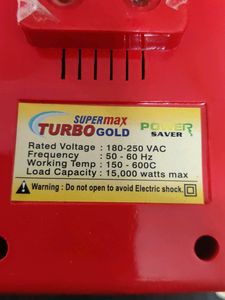 SUPERmax
TURBO GOLD
POWER SAVER
Rated Voltage : 180-250 VAC
Frequency : 50 - 60 Hz
Working Temp : 150 - 600C
Load Capacity : 15,000 watts max
Warning : Do not open to avoid Electric shock.